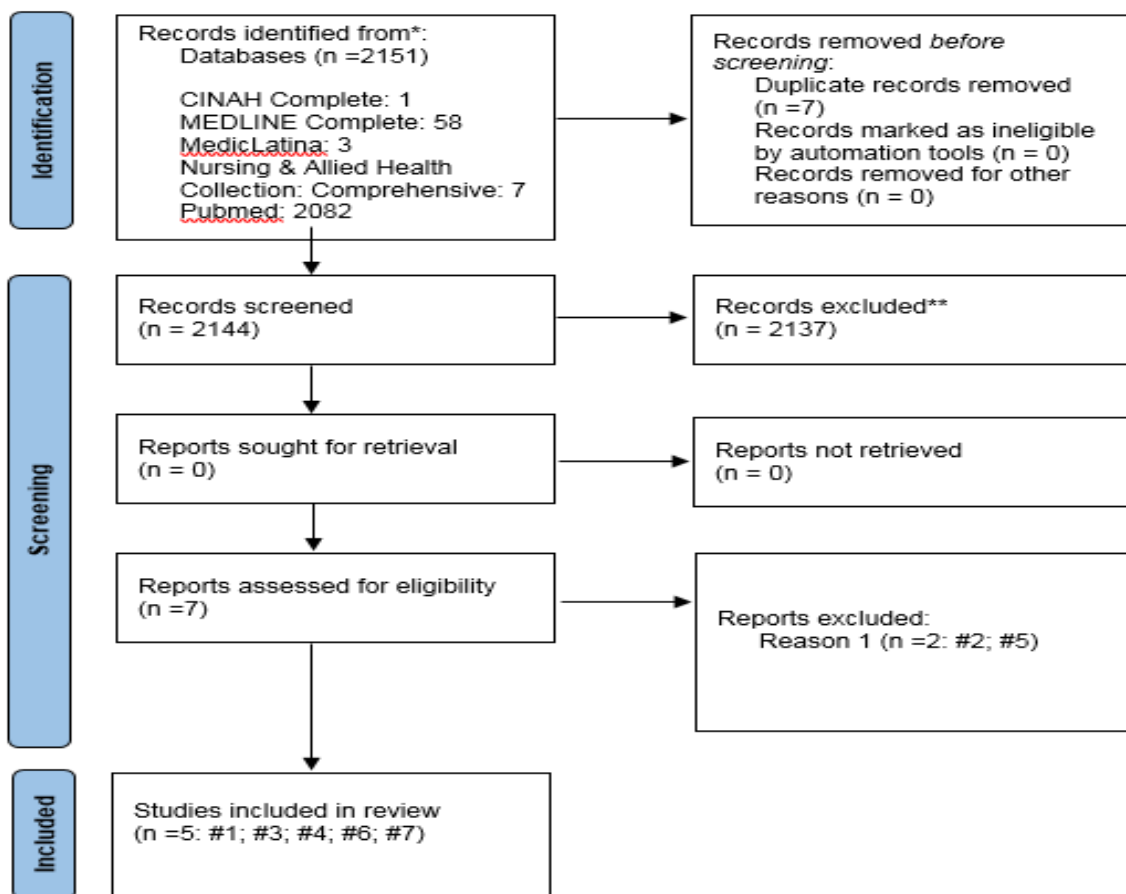 Identification
Records identified from*:
Databases (n =2151)
CINAH Complete: 1
MEDLINE Complete: 58
MedicLatina: 3
Nursing & Allied Health
Collection: Comprehensive: 7
Pubmed: 2082
Records removed before
screening:
Duplicate records removed
(n =7)
Records marked as ineligible
by automation tools (n = 0)
Records removed for other
reasons (n = 0)
Screening
Records screened
(n = 2144)
Records excluded**
(n = 2137)
Reports sought for retrieval
(n = 0)
Reports not retrieved
(n = 0)
Reports assessed for eligibility
(n =7)
Reports excluded:
Reason 1 (n =2: #2; #5)
Included
Studies included in review
(n =5: #1; #3; #4; #6; #7)